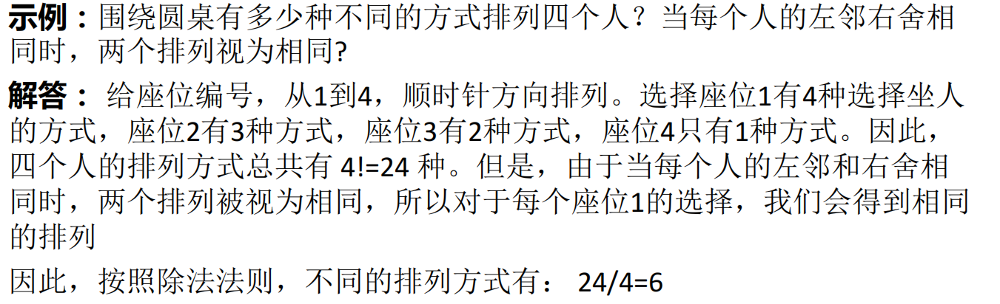 示例：围绕圆桌有多少种不同的方式排列四个人？当每个人的左邻右舍相
同时，两个排列视为相同?
解答： 给座位编号，从1到4，顺时针方向排列。选择座位1有4种选择坐人
的方式，座位2有3种方式，座位3有2种方式，座位4只有1种方式。因此，
四个人的排列方式总共有 4!=24 种。但是，由于当每个人的左邻和右舍相
同时，两个排列被视为相同，所以对于每个座位1的选择，我们会得到相同
的排列
因此，按照除法法则，不同的排列方式有： 24/4=6